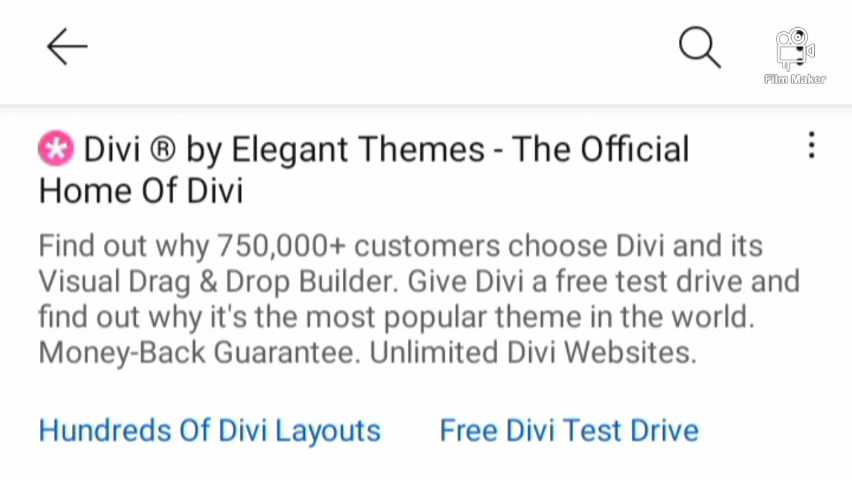 Film Maker
Divi ® by Elegant Themes - The Official
Home Of Divi
Find out why 750,000+ customers choose Divi and its
Visual Drag & Drop Builder. Give Divi a free test drive and
find out why it's the most popular theme in the world.
Money-Back Guarantee. Unlimited Divi Websites.
Hundreds Of Divi Layouts Free Divi Test Drive